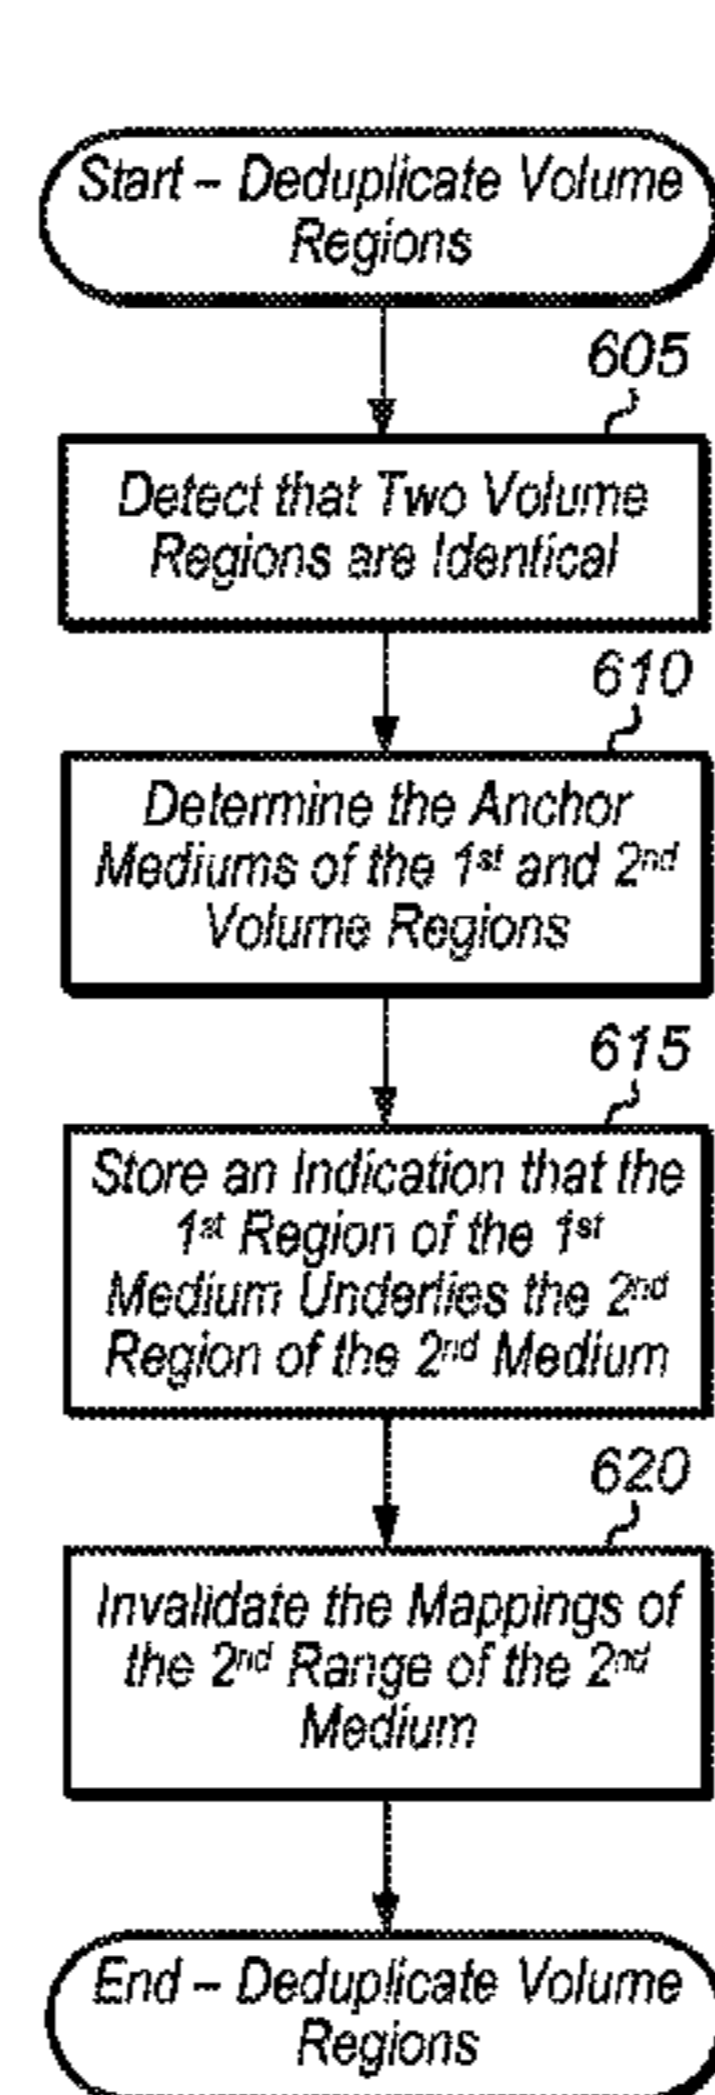 Start – Deduplicate Volume
Regions
605
Detect that Two Volume
Regions are Identical
610
Determine the Anchor
Mediums of the 1st and 2nd
Volume Regions
615
Store an Indication that the
1st Region of the 1st
Medium Underlies the 2nd
Region of the 2nd Medium
620
Invalidate the Mappings of
the 2nd Range of the 2nd
Medium
End – Deduplicate Volume
Regions